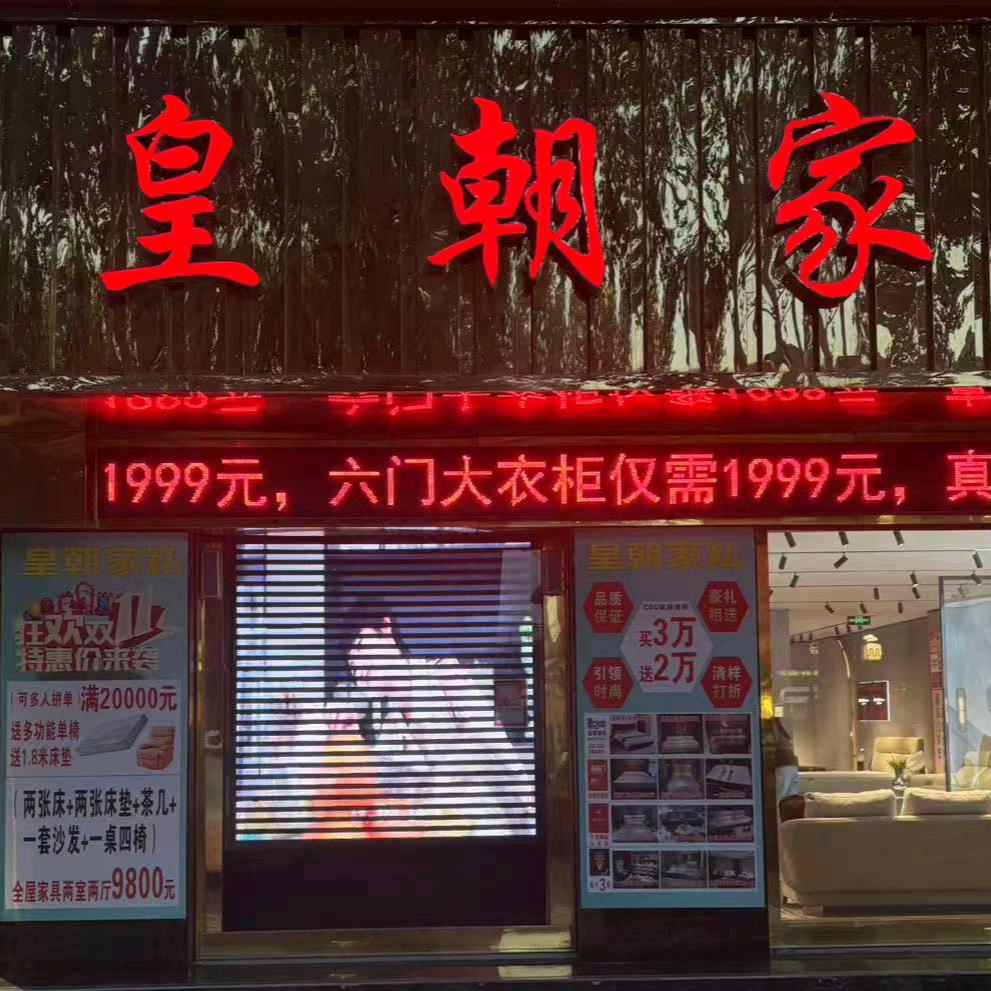 皇朝家
1999元，六门大衣柜仅需1999元，真
皇朝家私
狂欢双11
特惠价来袭
可多人拼单
满20000元
送多功能单椅
送1.8米床垫
（两张床+两张床垫+茶几+
一套沙发+一桌四椅）
全屋家具两室两厅9800元
皇朝家私
品质
保证
豪礼
相送
买3万
送2万
引领
时尚
清样
打折
Royal